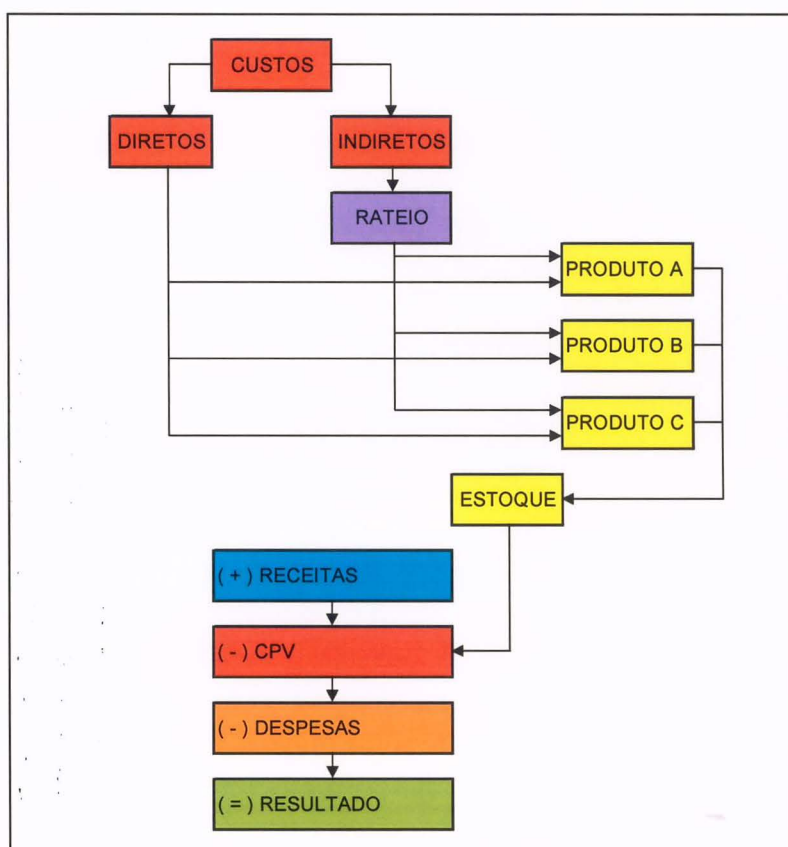 CUSTOS
DIRETOS
INDIRETOS
RATEIO
PRODUTO A
PRODUTO B
PRODUTO C
ESTOQUE
( + ) RECEITAS
( - ) CPV
( - ) DESPESAS
( = ) RESULTADO